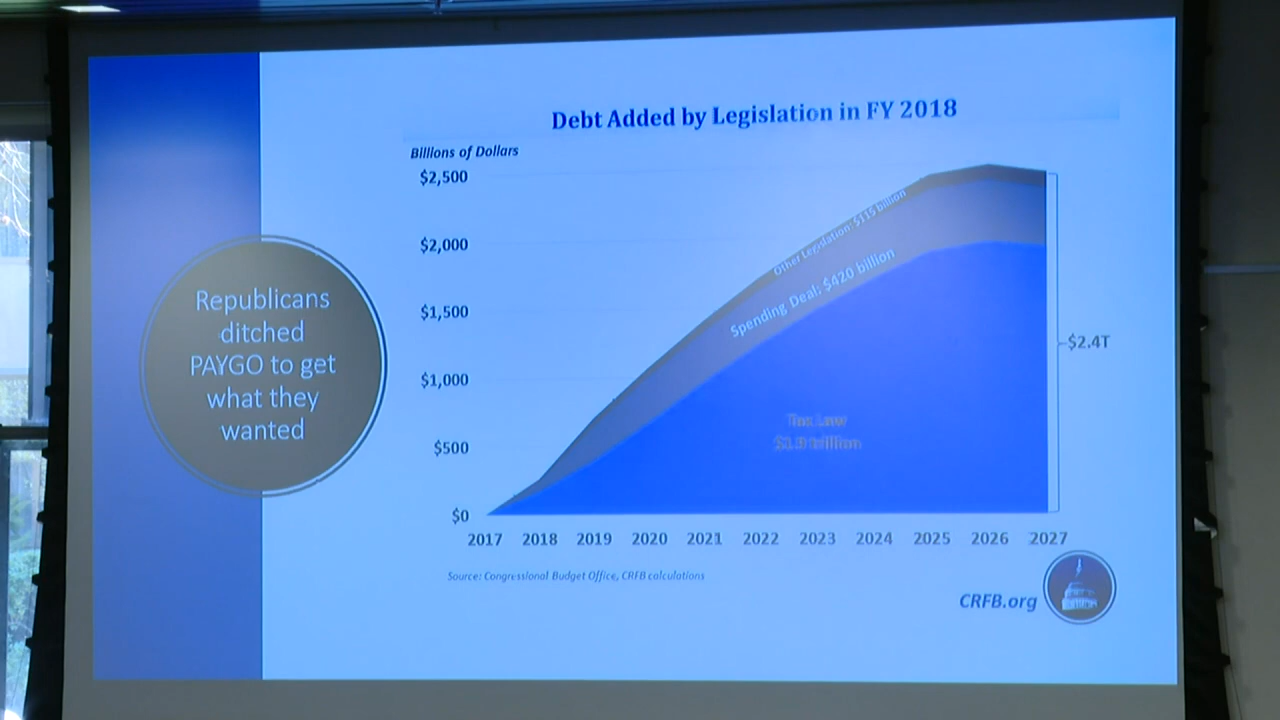 Debt Added by Legislation in FY 2018
Billions of Dollars
$2,500
$2,000
$1,500
$1,000
$500
$0
Other Legislation: $115 billion
Spending Deal: $420 billion
Tax Law
trillion
$2.4T
2017 2018 2019 2020 2021 2022 2023 2024 2025 2026 2027
Source: Congressional Budget Office, CRFB calculations
CRFB.org
Republicans
ditched
PAYGO to get
what they
wanted